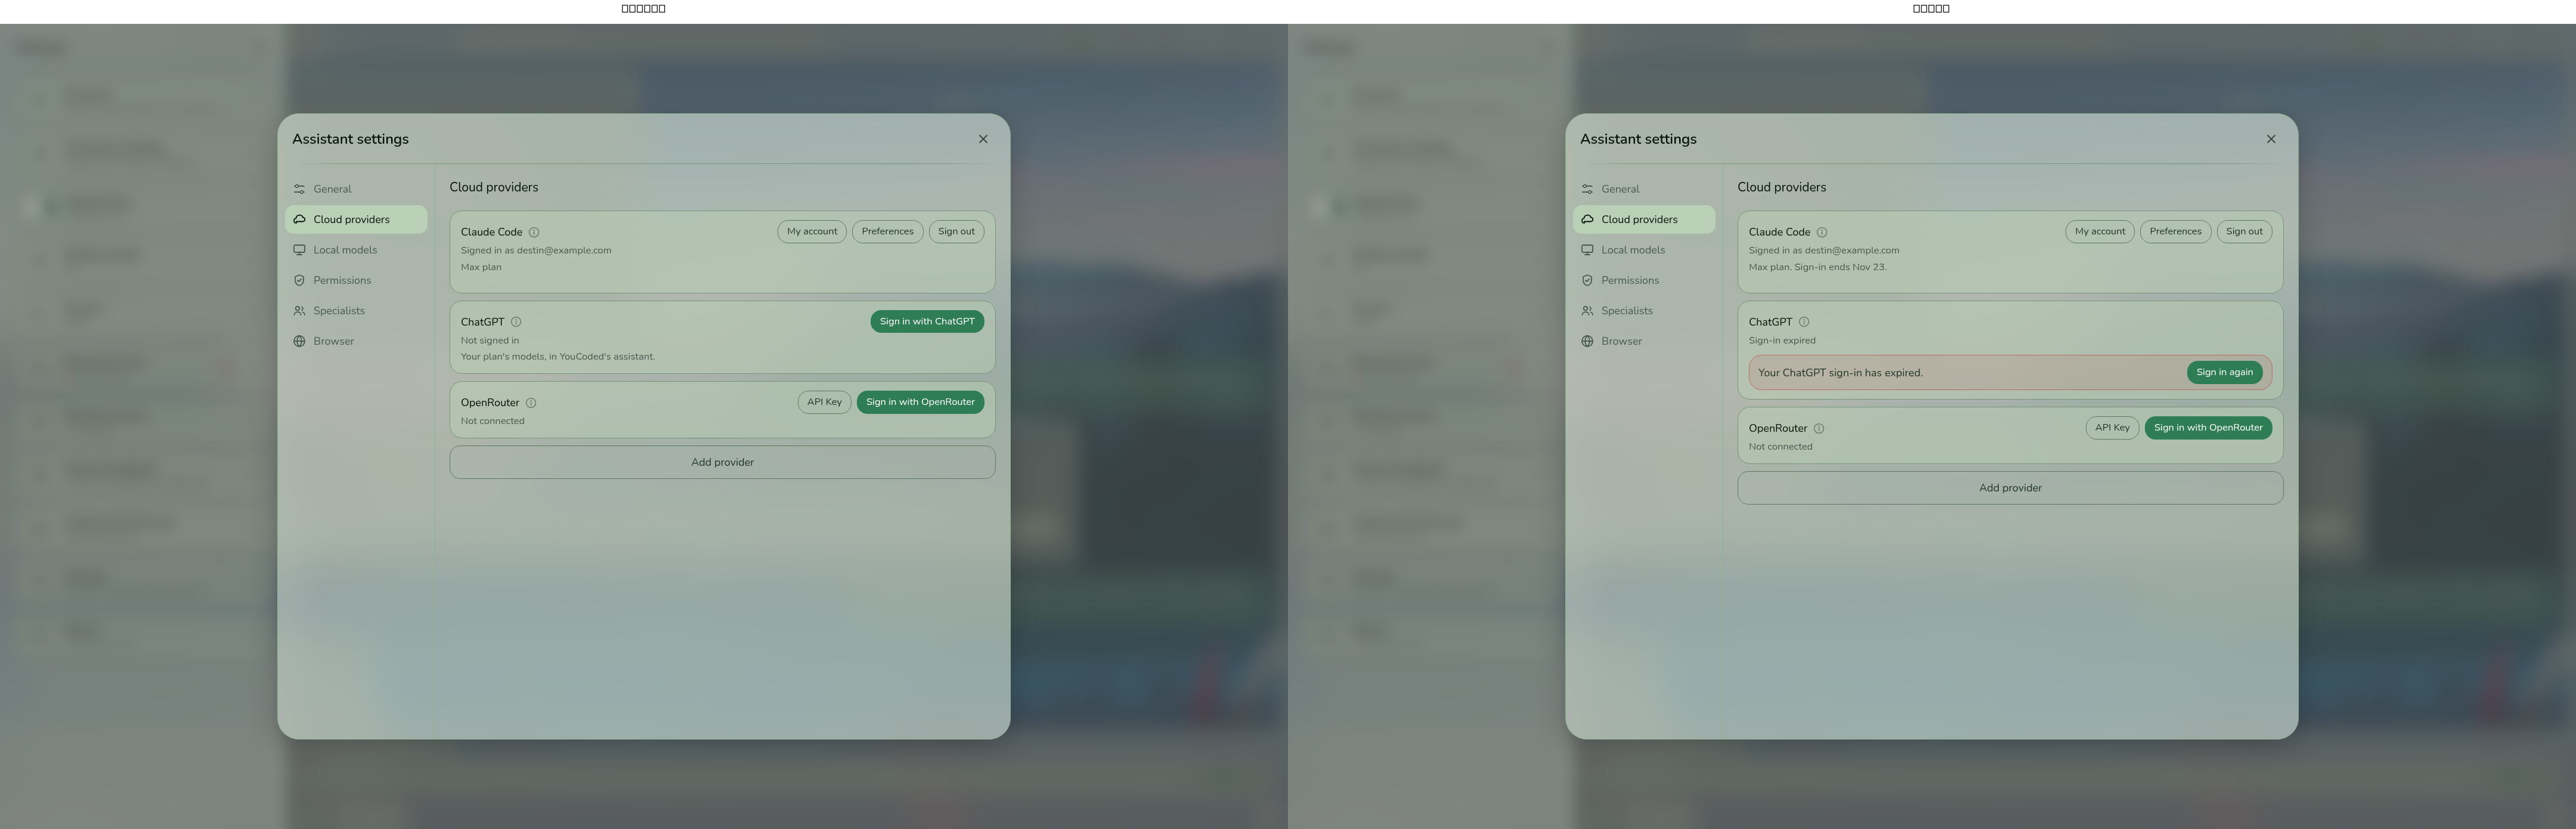 Assistant settings
General
Cloud providers
Local models
Permissions
Specialists
Browser
Cloud providers
Claude Code
My account
Preferences
Sign out
Signed in as destin@example.com
Max plan
ChatGPT
Sign in with ChatGPT
Not signed in
Your plan's models, in YouCoded's assistant.
OpenRouter
API Key
Sign in with OpenRouter
Not connected
Add provider
Assistant settings
General
Cloud providers
Local models
Permissions
Specialists
Browser
Cloud providers
Claude Code
My account
Preferences
Sign out
Signed in as destin@example.com
Max plan. Sign-in ends Nov 23.
ChatGPT
Sign-in expired
Your ChatGPT sign-in has expired.
Sign in again
OpenRouter
API Key
Sign in with OpenRouter
Not connected
Add provider